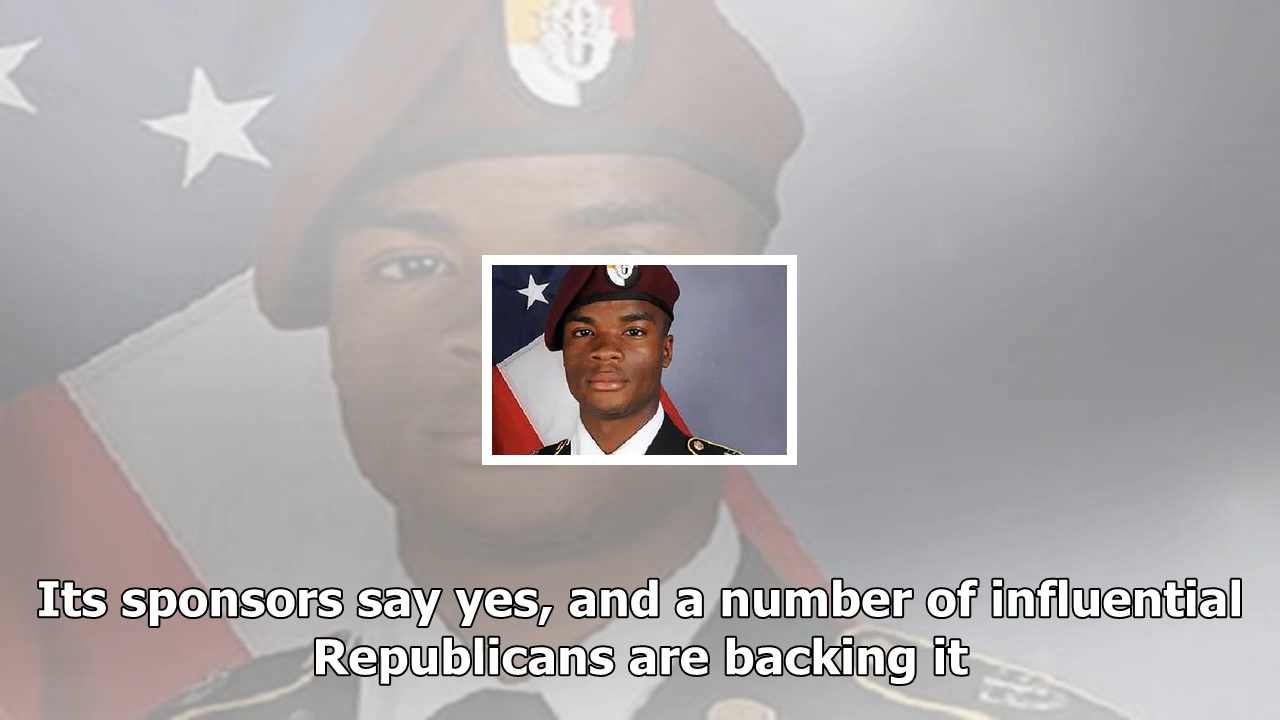 Its sponsors say yes, and a number of influential
Republicans are backing it